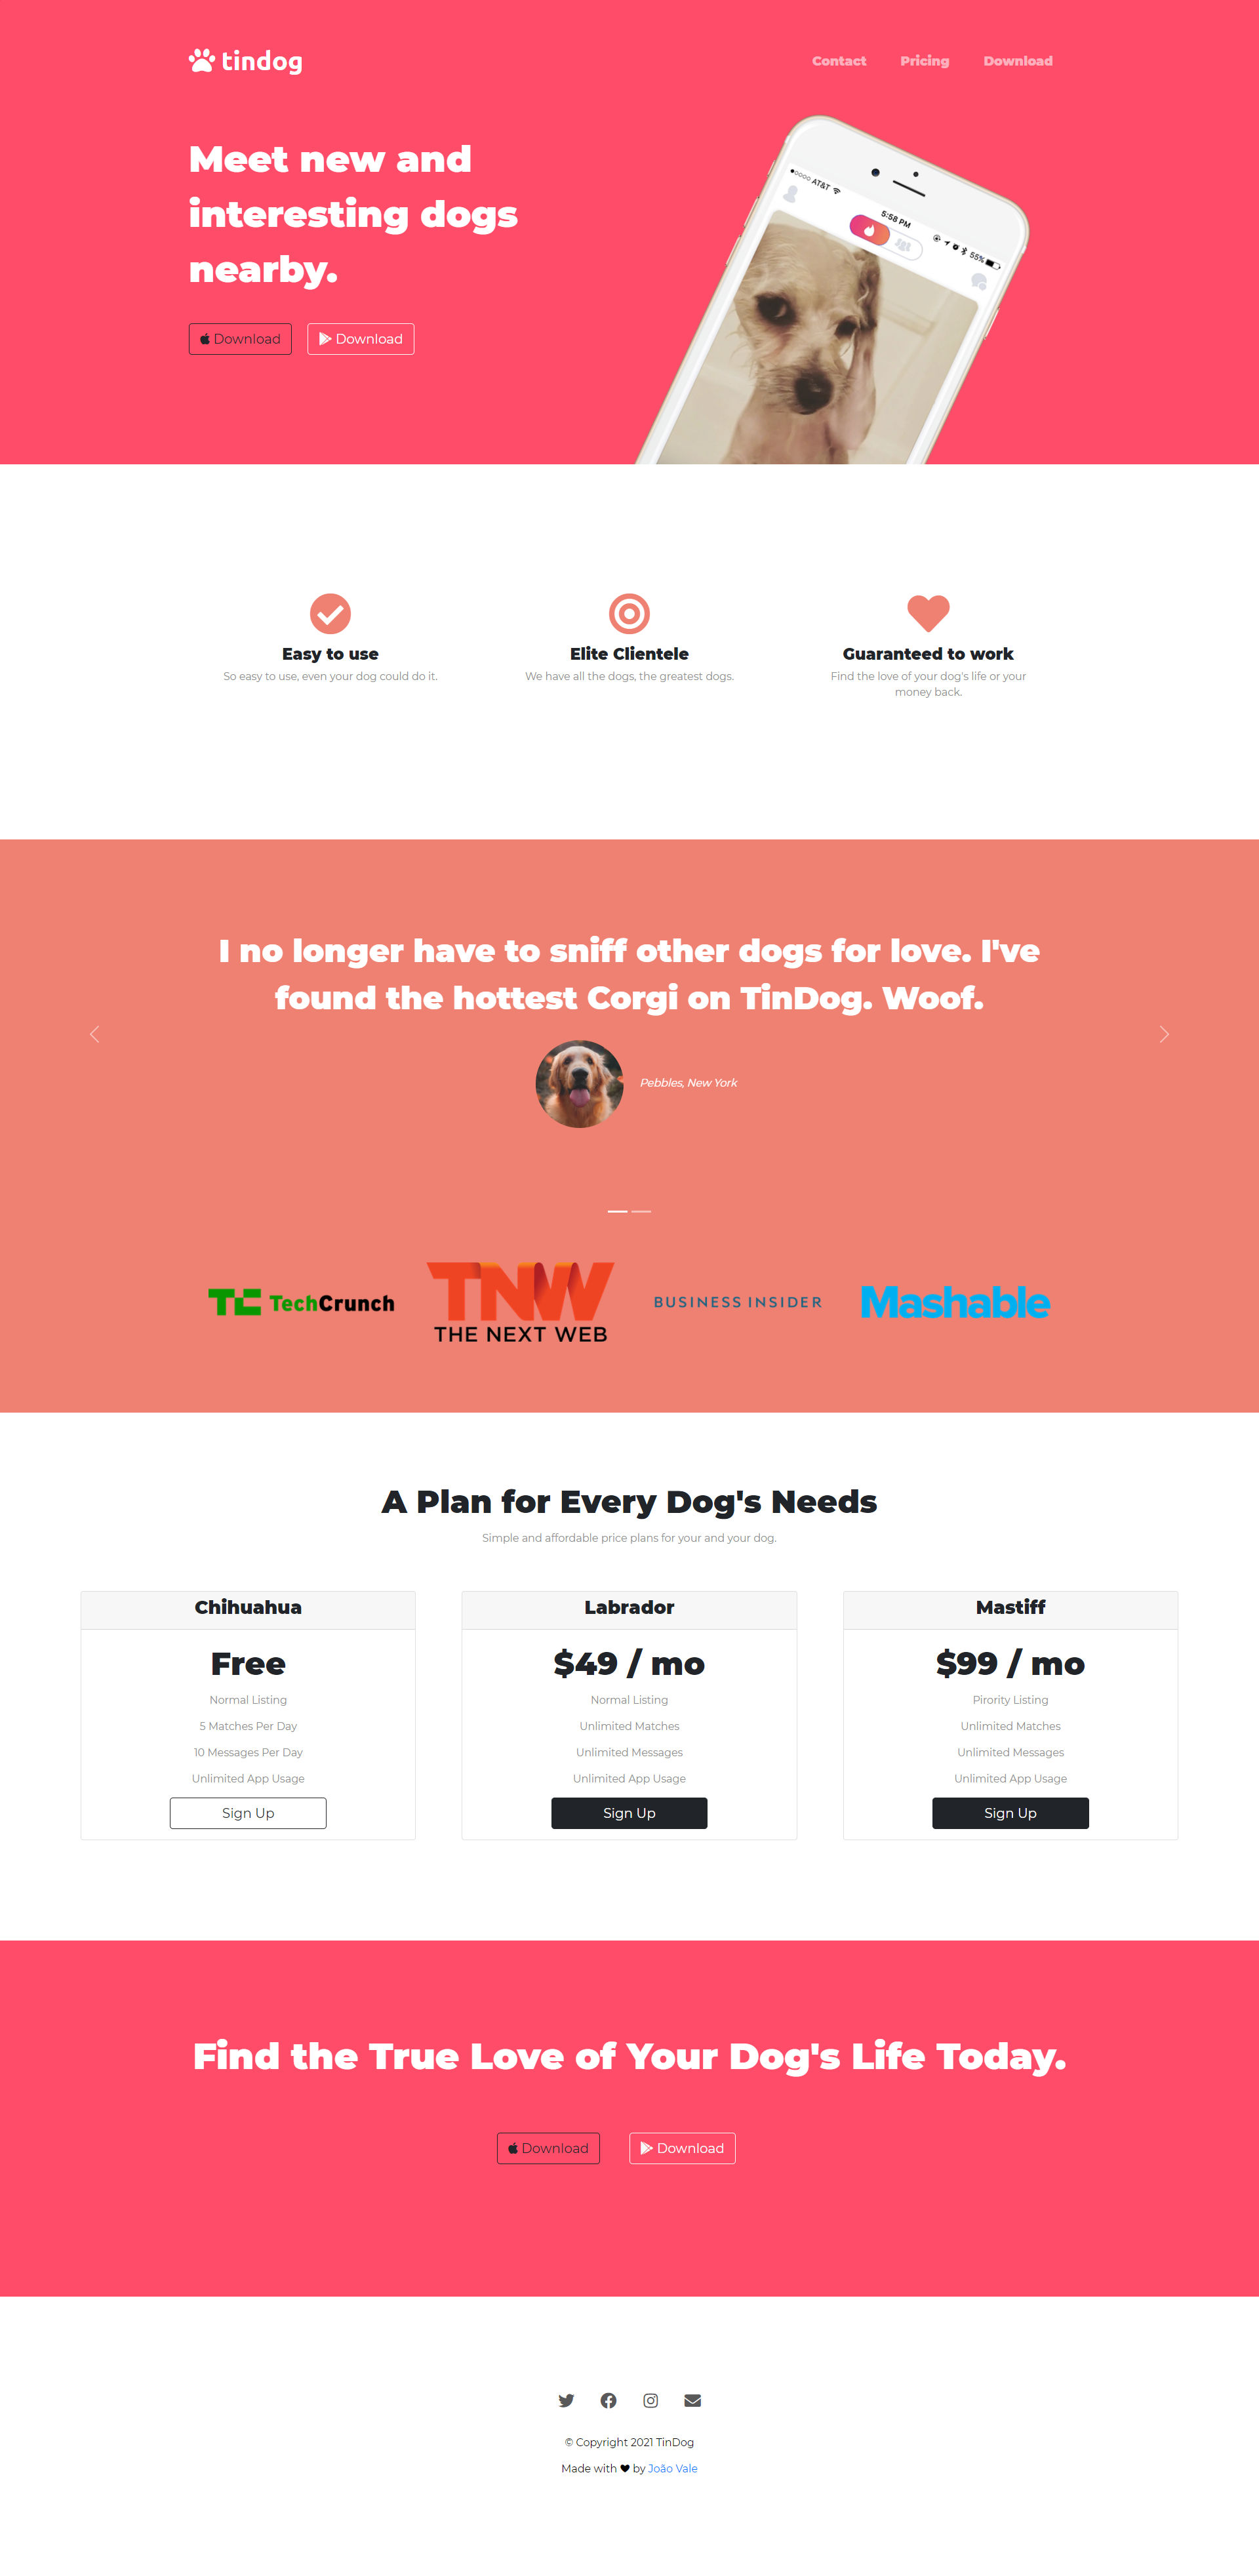 tindog
Contact Pricing Download
Meet new and
interesting dogs
nearby.
Download Download
AT&T
5:58 PM
55%
Easy to use
So easy to use, even your dog could do it.
Elite Clientele
We have all the dogs, the greatest dogs.
Guaranteed to work
Find the love of your dog's life or your
money back.
I no longer have to sniff other dogs for love. I've
found the hottest Corgi on TinDog. Woof.
Pebbles, New York
TC TechCrunch
TNW
THE NEXT WEB
BUSINESS INSIDER
Mashable
A Plan for Every Dog's Needs
Simple and affordable price plans for your and your dog.
Chihuahua
Free
Normal Listing
5 Matches Per Day
10 Messages Per Day
Unlimited App Usage
Sign Up
Labrador
$49 / mo
Normal Listing
Unlimited Matches
Unlimited Messages
Unlimited App Usage
Sign Up
Mastiff
$99 / mo
Pirority Listing
Unlimited Matches
Unlimited Messages
Unlimited App Usage
Sign Up
Find the True Love of Your Dog's Life Today.
Download Download
© Copyright 2021 TinDog
Made with ♥ by João Vale